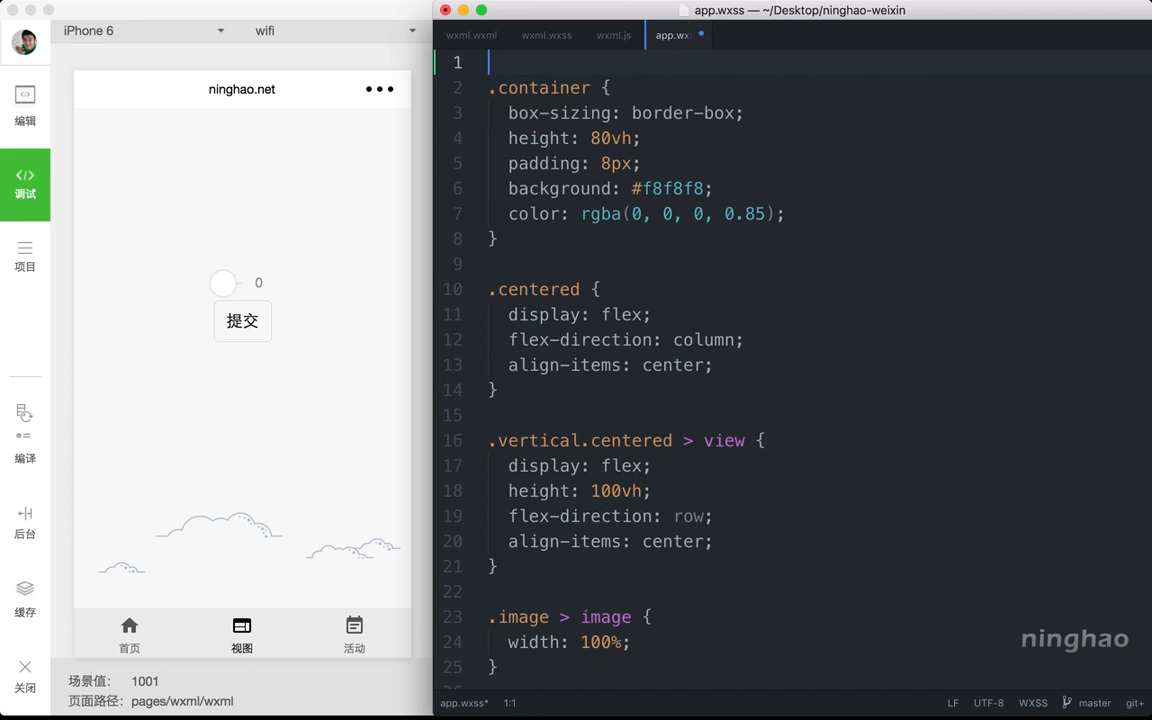 iPhone 6
wifi
编辑
调试
项目
编译
后台
缓存
关闭
ninghao.net
0
提交
首页
视图
活动
场景值： 1001
页面路径： pages/wxml/wxml
app.wxss — ~/Desktop/ninghao-weixin
wxml.wxml
wxml.wxss
wxml.js
app.wxs
1
2 .container {
3 box-sizing: border-box;
4 height: 80vh;
5 padding: 8px;
6 background: #f8f8f8;
7 color: rgba(0, 0, 0, 0.85);
8 }
9
10 .centered {
11 display: flex;
12 flex-direction: column;
13 align-items: center;
14 }
15
16 .vertical.centered > view {
17 display: flex;
18 height: 100vh;
19 flex-direction: row;
20 align-items: center;
21 }
22
23 .image > image {
24 width: 100%;
25 }
ninghao
app.wxss* 1:1
LF UTF-8 WXSS master git+